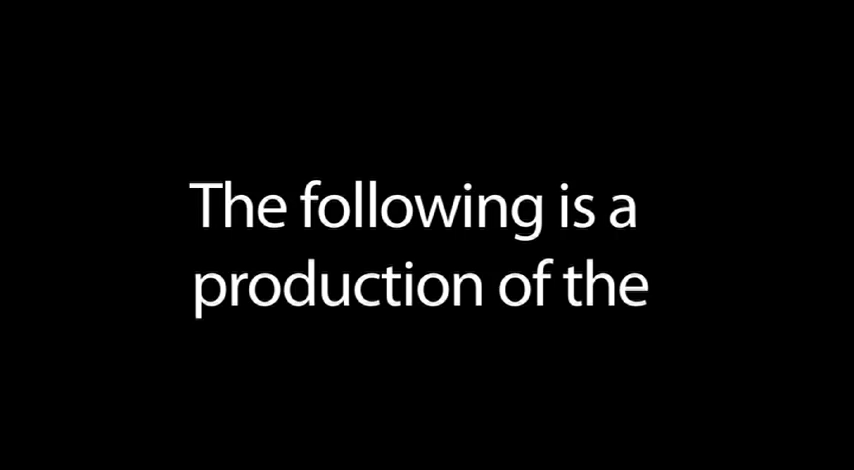 The following is a
production of the